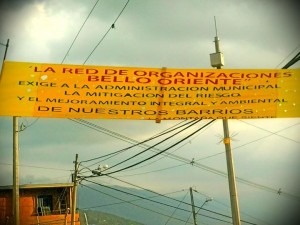 "LA RED DE ORGANIZACIONES
BELLO ORIENTE"
EXIGE A LA ADMINISTRACION MUNICIPAL
LA MITIGACION DEL RIESGO
Y EL MEJORAMIENTO INTEGRAL Y AMBIENTAL
DE NUESTROS BARRIOS.